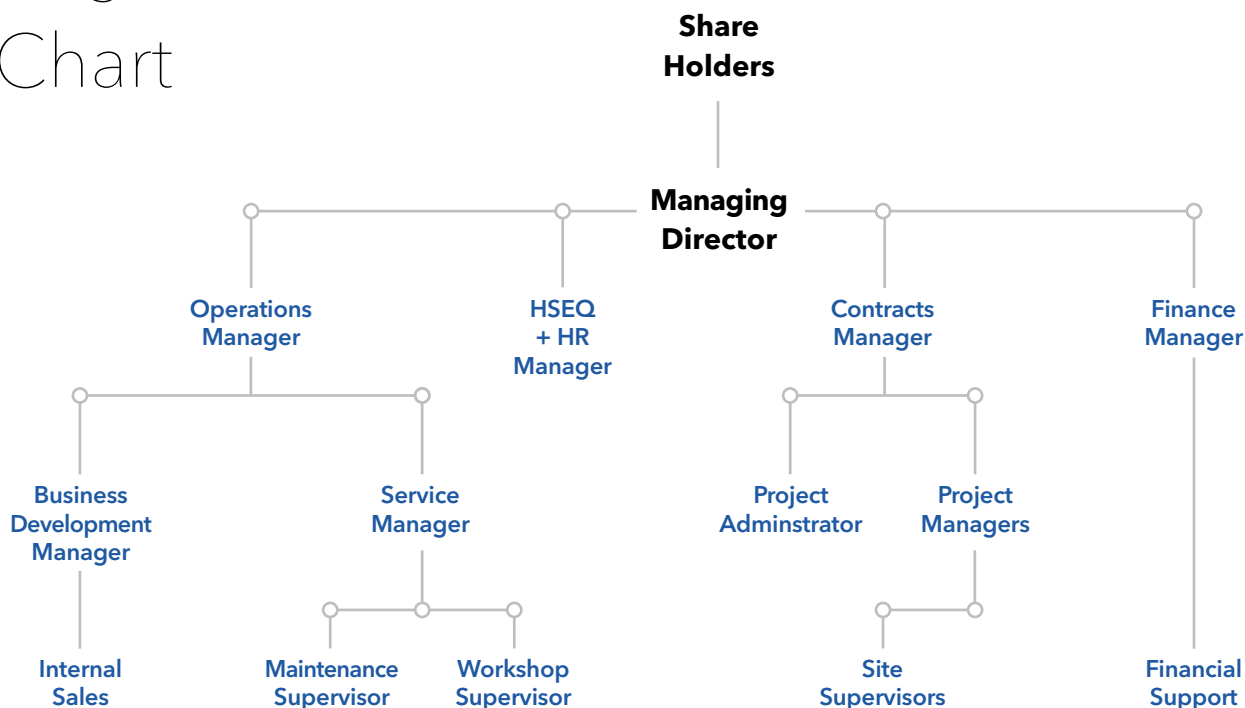 Chart
Share
Holders
Managing
Director
Operations
Manager
HSEQ
+ HR
Manager
Contracts
Manager
Finance
Manager
Business
Development
Manager
Service
Manager
Project
Adminstrator
Project
Managers
Internal
Sales
Maintenance
Supervisor
Workshop
Supervisor
Site
Supervisors
Financial
Support